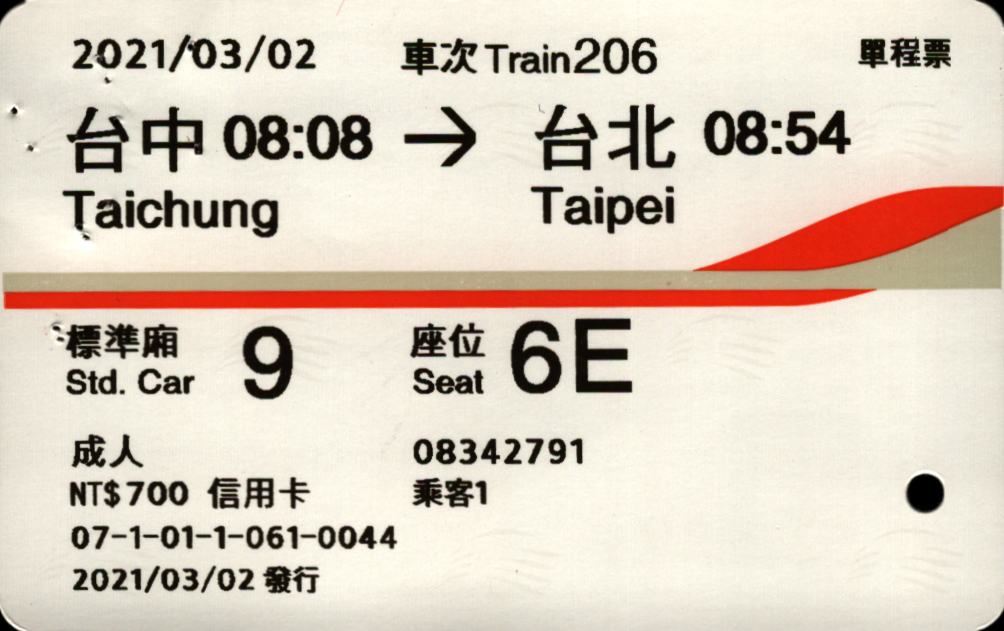 2021/03/02 車次Train206 單程票
台中 08:08 → 台北 08:54
Taichung Taipei
標準廂 9 座位 6E
Std. Car Seat
成人 08342791
NT$700 信用卡 乘客1
07-1-01-1-061-0044
2021/03/02 發行